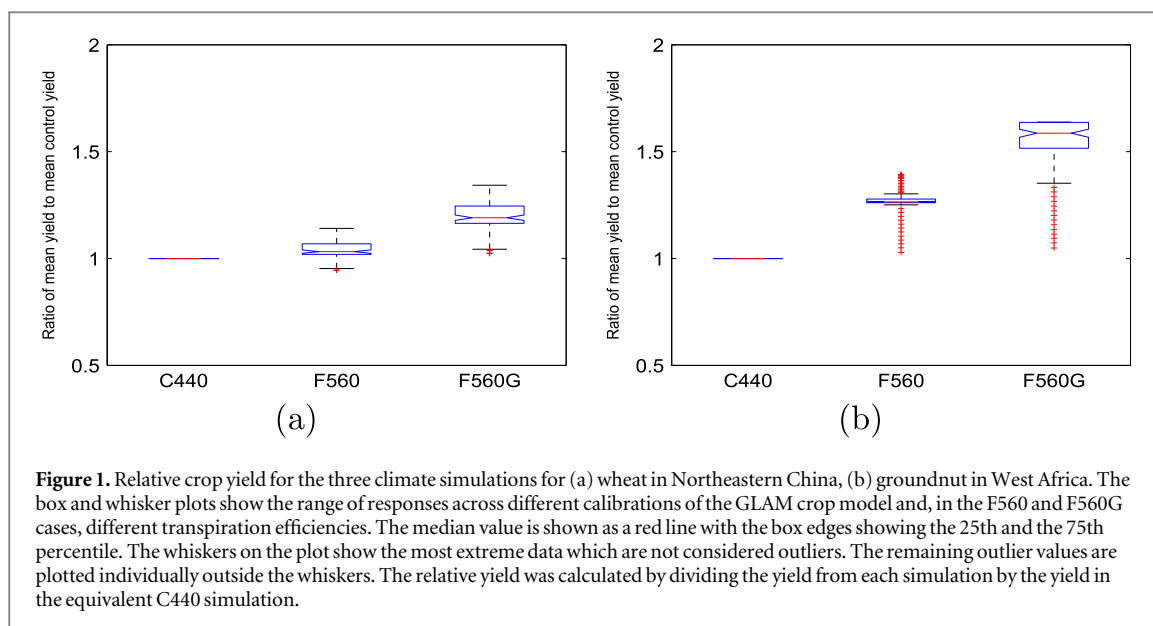 Ratio of mean yield to mean control yield
2
1.5
1
0.5
C440 F560 F560G
(a)
Ratio of mean yield to mean control yield
2
1.5
1
0.5
C440 F560 F560G
(b)
Figure 1. Relative crop yield for the three climate simulations for (a) wheat in Northeastern China, (b) groundnut in West Africa. The
box and whisker plots show the range of responses across different calibrations of the GLAM crop model and, in the F560 and F560G
cases, different transpiration efficiencies. The median value is shown as a red line with the box edges showing the 25th and the 75th
percentile. The whiskers on the plot show the most extreme data which are not considered outliers. The remaining outlier values are
plotted individually outside the whiskers. The relative yield was calculated by dividing the yield from each simulation by the yield in
the equivalent C440 simulation.